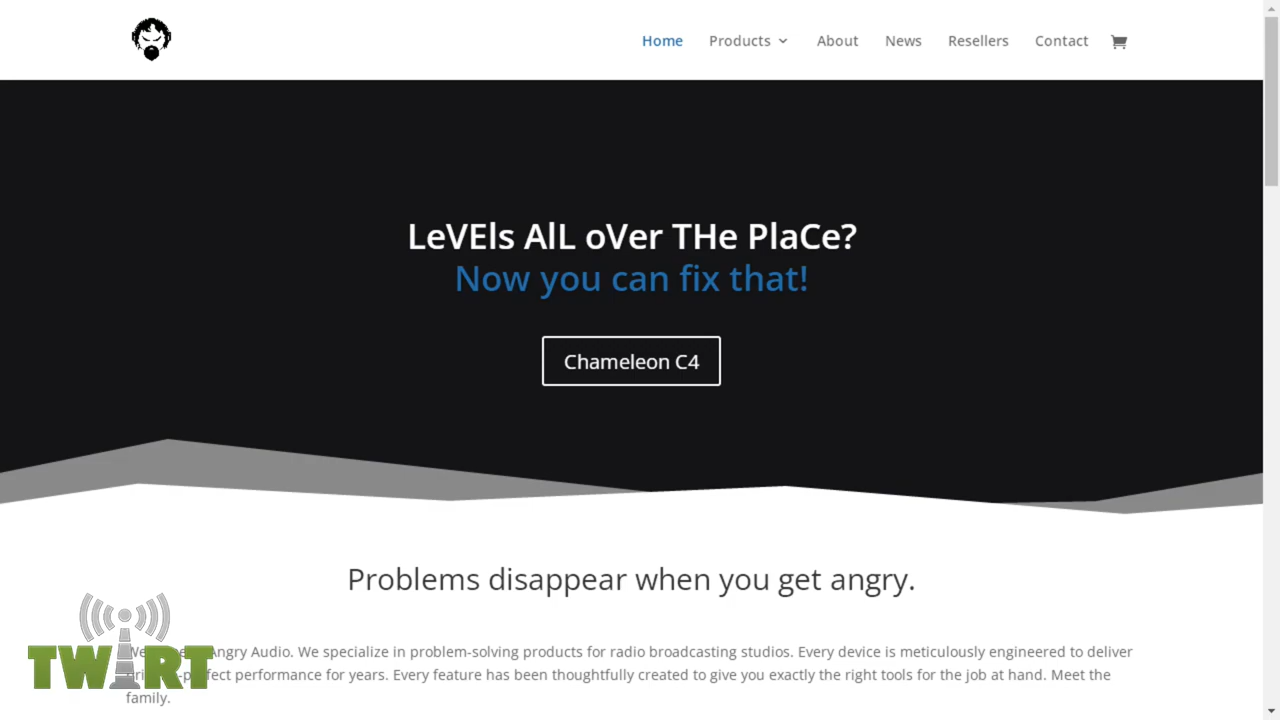 Home Products About News Resellers Contact
LeVEls AlL oVer THe PlaCe?
Now you can fix that!
Chameleon C4
Problems disappear when you get angry.
Angry Audio. We specialize in problem-solving products for radio broadcasting studios. Every device is meticulously engineered to deliver
performance for years. Every feature has been thoughtfully created to give you exactly the right tools for the job at hand. Meet the
family.
TWiRT